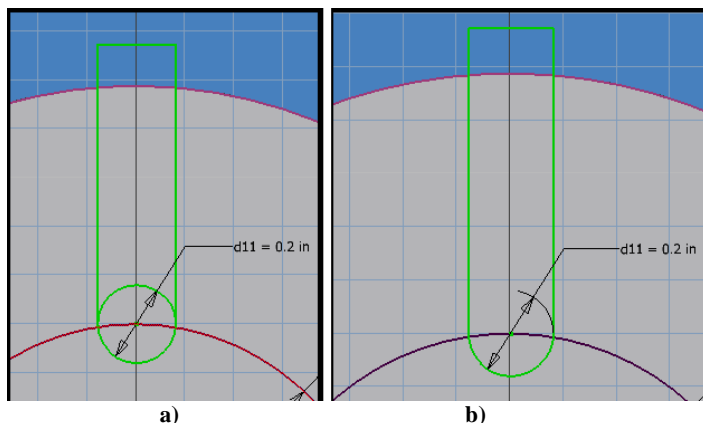 d11 = 0.2 in
d11 = 0.2 in
a)
b)